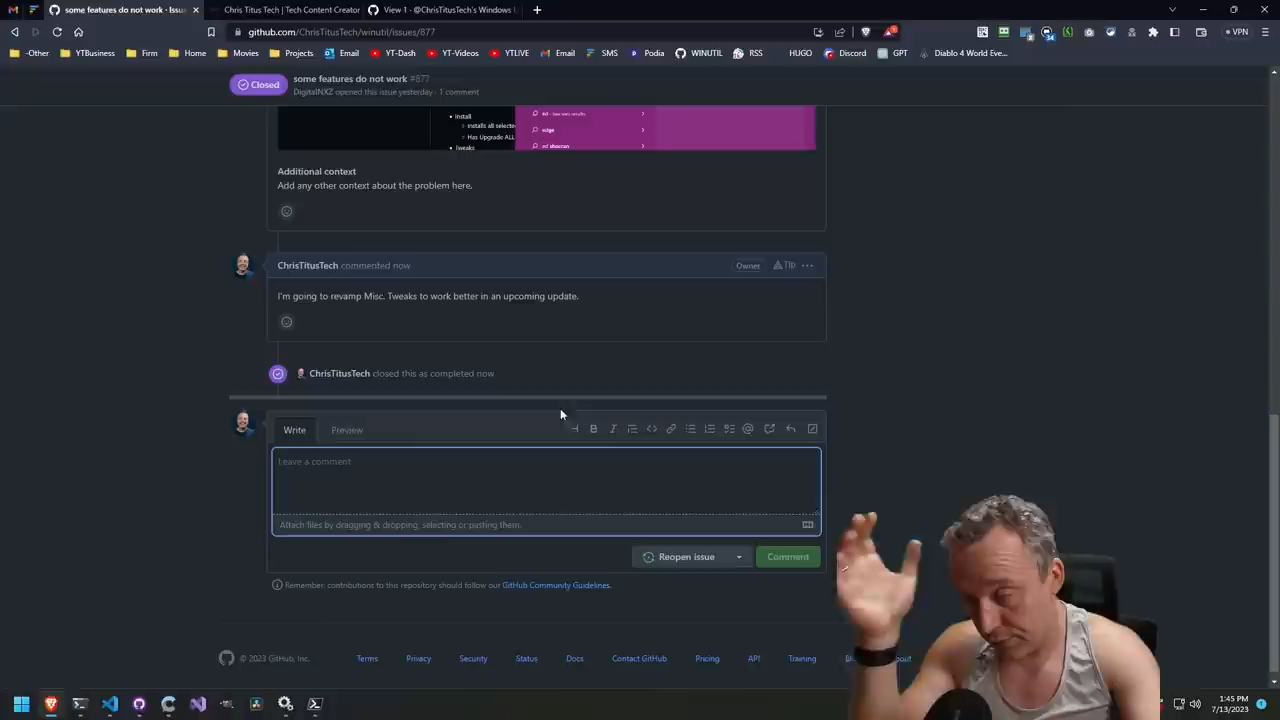 some features do not work · Issu
Chris Titus Tech | Tech Content Creator
View 1 · @ChrisTitusTech's Windows
github.com/ChrisTitusTech/winutil/issues/877
VPN
-Other
YTBusiness
Firm
Home
Movies
Projects
Email
YT-Dash
YT-Videos
YTLIVE
Email
SMS
Podia
WINUTIL
RSS
HUGO
Discord
GPT
Diablo 4 World Eve...
Closed
some features do not work #877
DigitalNXZ opened this issue yesterday · 1 comment
Install
Installs all selecte
Has Upgrade ALL
Tweaks
Additional context
Add any other context about the problem here.
ChrisTitusTech commented now
Owner
I'm going to revamp Misc. Tweaks to work better in an upcoming update.
ChrisTitusTech closed this as completed now
Write
Preview
Leave a comment
Attach files by dragging & dropping, selecting or pasting them.
Reopen issue
Comment
Remember, contributions to this repository should follow our GitHub Community Guidelines.
© 2023 GitHub, Inc.
Terms
Privacy
Security
Status
Docs
Contact GitHub
Pricing
API
Training
1:45 PM
7/13/2023